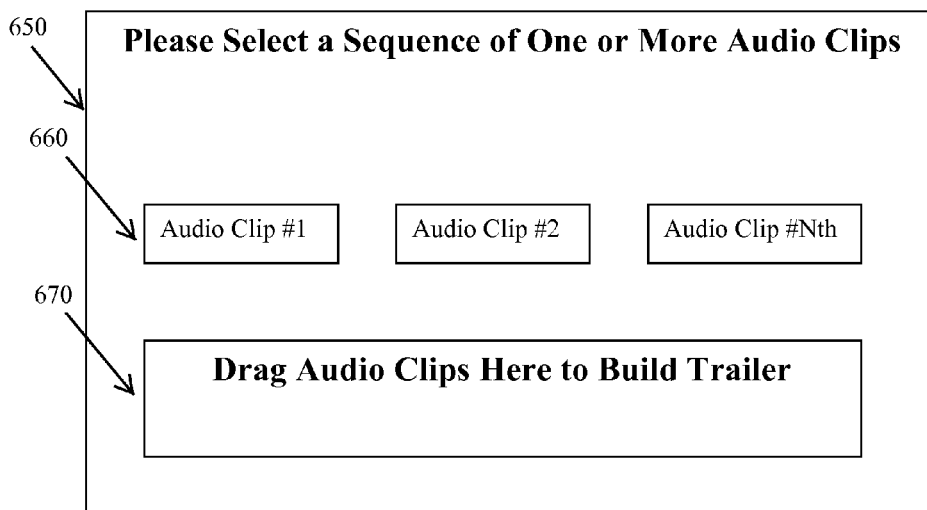 650
Please Select a Sequence of One or More Audio Clips
660
Audio Clip #1
Audio Clip #2
Audio Clip #Nth
670
Drag Audio Clips Here to Build Trailer